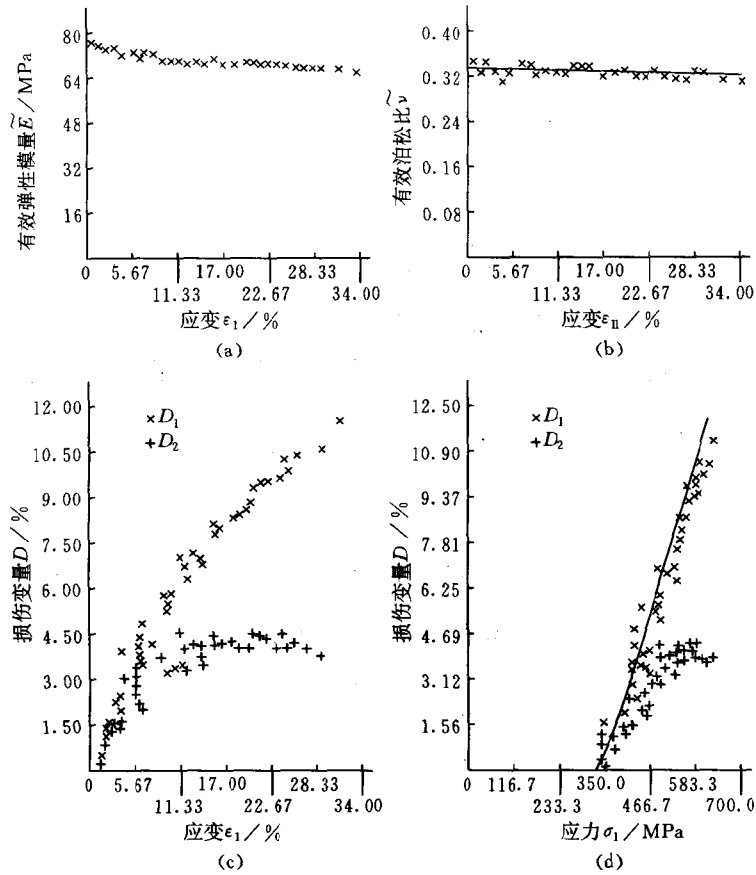 80
64
48
32
16
有效弹性模量Ẽ／MPa
0 5.67 17.00 28.33
11.33 22.67 34.00
应变ε₁／%
(a)
0.40
0.32
0.24
0.16
0.08
有效泊松比ṽ
0 5.67 17.00 28.33
11.33 22.67 34.00
应变εⅡ／%
(b)
12.00
10.50
9.00
7.50
4.50
3.00
1.50
损伤变量D／%
×D₁
+D₂
0 5.67 17.00 28.33
11.33 22.67 34.00
应变ε₁／%
(c)
12.50
10.90
9.37
7.81
6.25
4.69
3.12
1.56
损伤变量D／%
×D₁
+D₂
0 116.7 350.0 583.3
233.3 466.7 700.0
应力σ₁／MPa
(d)